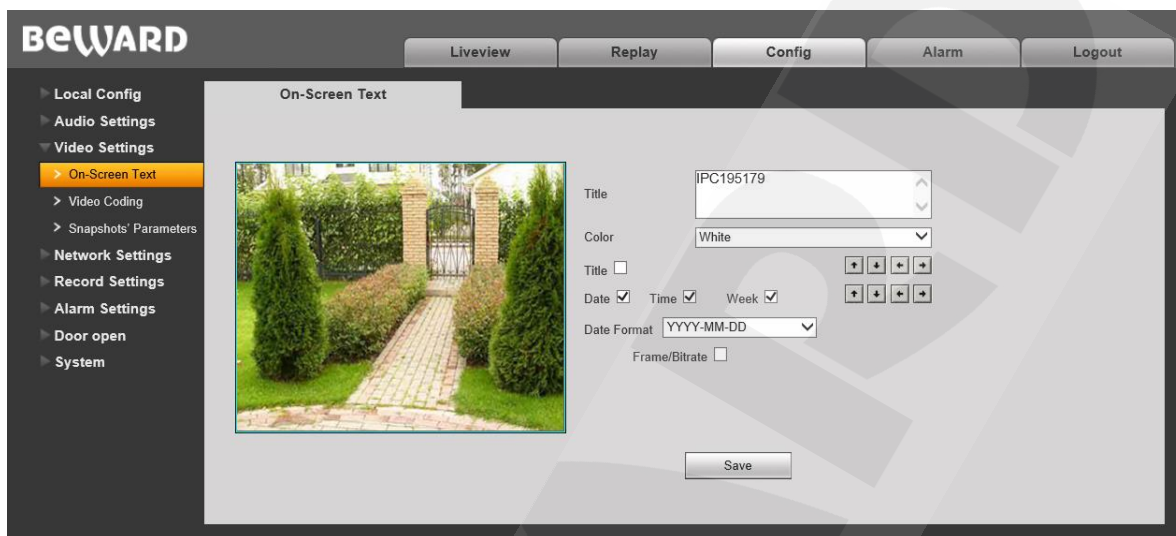 BEWARD
Liveview Replay Config Alarm Logout
Local Config
Audio Settings
Video Settings
> On-Screen Text
> Video Coding
> Snapshots' Parameters
Network Settings
Record Settings
Alarm Settings
Door open
System
On-Screen Text
Title IPC195179
Color White
Title
Date Time Week
Date Format YYYY-MM-DD
Frame/Bitrate
Save